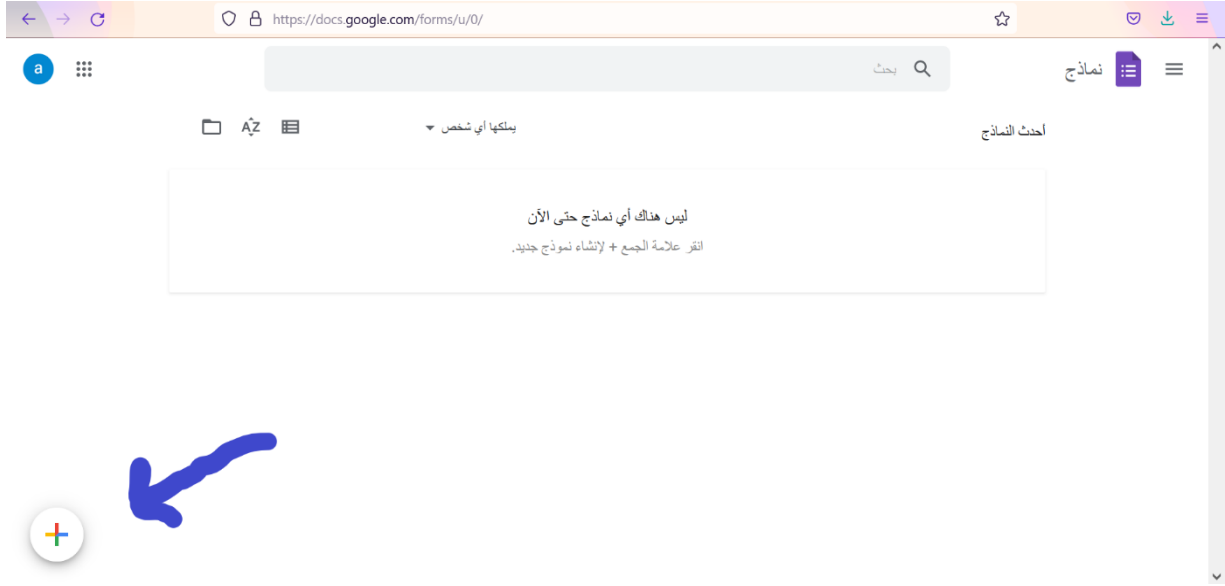 https://docs.google.com/forms/u/0/
نماذج
بحث
a
أحدث النماذج
يملكها أي شخص
AZ
ليس هناك أي نماذج حتى الآن
انقر علامة الجمع + لإنشاء نموذج جديد.